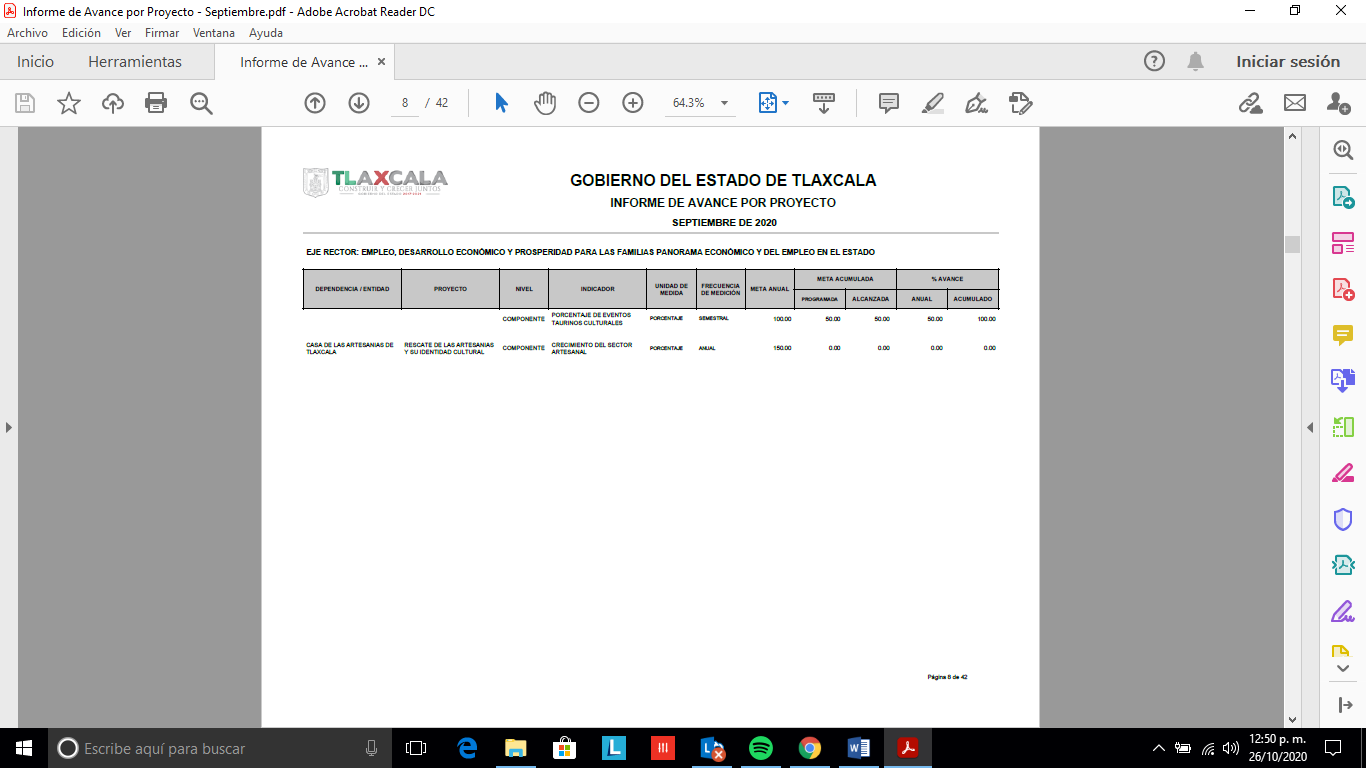 Informe de Avance por Proyecto - Septiembre.pdf - Adobe Acrobat Reader DC
Archivo Edición Ver Firmar Ventana Ayuda
Inicio Herramientas Informe de Avance ... × Iniciar sesión
8 / 42 64.3%
TLAXCALA
CONSTRUIR Y CRECER JUNTOS
GOBIERNO DEL ESTADO DE TLAXCALA
INFORME DE AVANCE POR PROYECTO
SEPTIEMBRE DE 2020
EJE RECTOR: EMPLEO, DESARROLLO ECONÓMICO Y PROSPERIDAD PARA LAS FAMILIAS PANORAMA ECONÓMICO Y DEL EMPLEO EN EL ESTADO
DEPENDENCIA / ENTIDAD PROYECTO NIVEL INDICADOR UNIDAD DE MEDIDA FRECUENCIA DE MEDICIÓN META ANUAL META ACUMULADA % AVANCE
PROGRAMADA ALCANZADA ANUAL ACUMULADO
COMPONENTE PORCENTAJE DE EVENTOS TAURINOS CULTURALES PORCENTAJE SEMESTRAL 100.00 50.00 50.00 50.00 100.00
CASA DE LAS ARTESANIAS DE TLAXCALA RESCATE DE LAS ARTESANIAS Y SU IDENTIDAD CULTURAL COMPONENTE CRECIMIENTO DEL SECTOR ARTESANAL PORCENTAJE ANUAL 150.00 0.00 0.00 0.00 0.00
Página 8 de 42
Escribe aquí para buscar
12:50 p. m.
26/10/2020